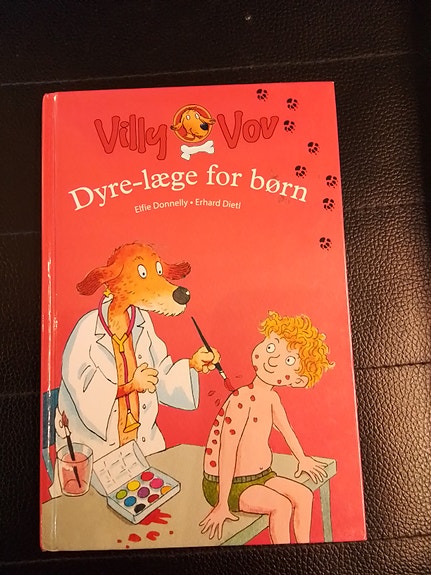 Villy Vov
Dyre-læge for børn
Elfie Donnelly • Erhard Dietl